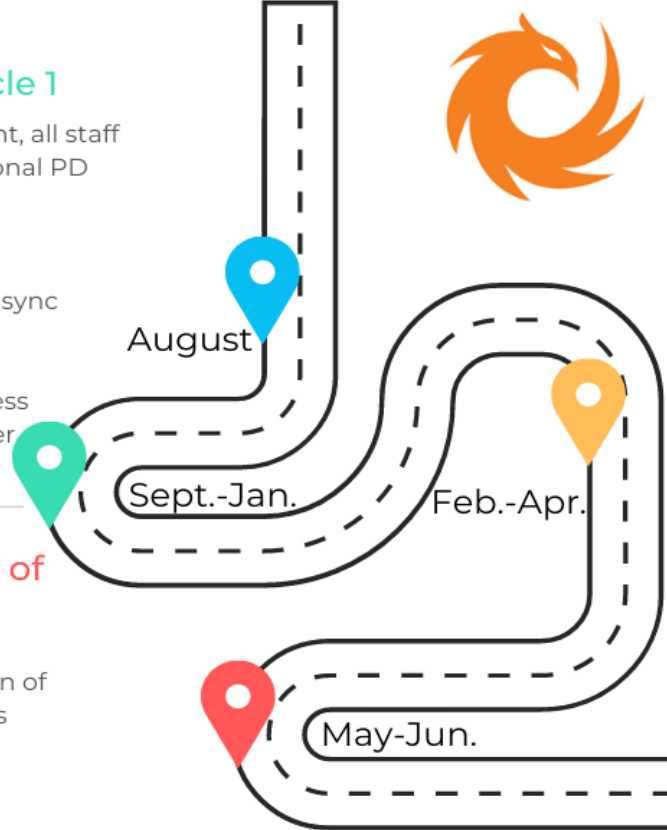 cle 1
nt, all staff
onal PD
sync
August
ess
er
Sept.-Jan.
Feb.-Apr.
of
n of
s
May-Jun.